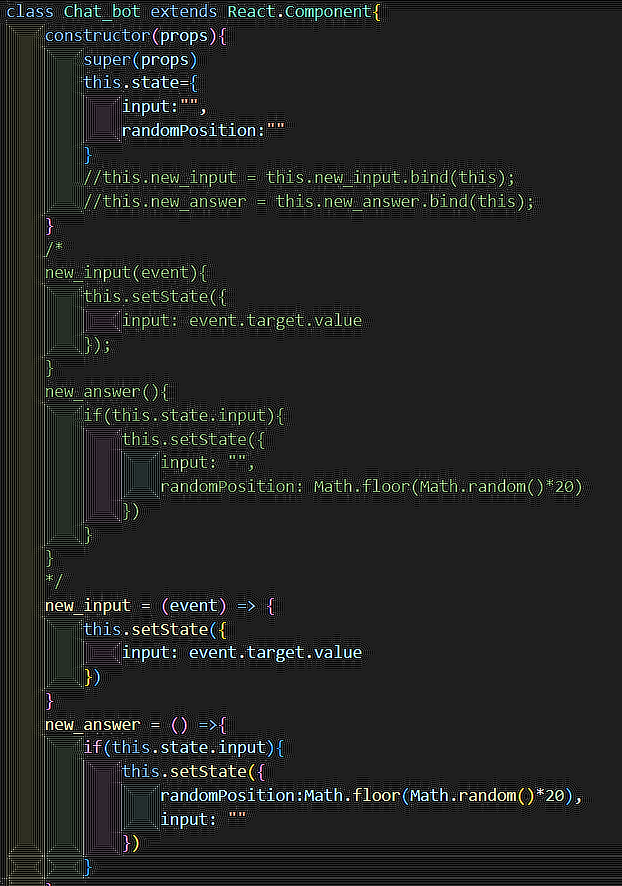 class Chat_bot extends React.Component{
constructor(props){
super(props)
this.state={
input:"",
randomPosition:""
}
//this.new_input = this.new_input.bind(this);
//this.new_answer = this.new_answer.bind(this);
}
/*
new_input(event){
this.setState({
input: event.target.value
});
}
new_answer(){
if(this.state.input){
this.setState({
input: "",
randomPosition: Math.floor(Math.random()*20)
})
}
}
*/
new_input = (event) => {
this.setState({
input: event.target.value
})
}
new_answer = () =>{
if(this.state.input){
this.setState({
randomPosition:Math.floor(Math.random()*20),
input: ""
})
}